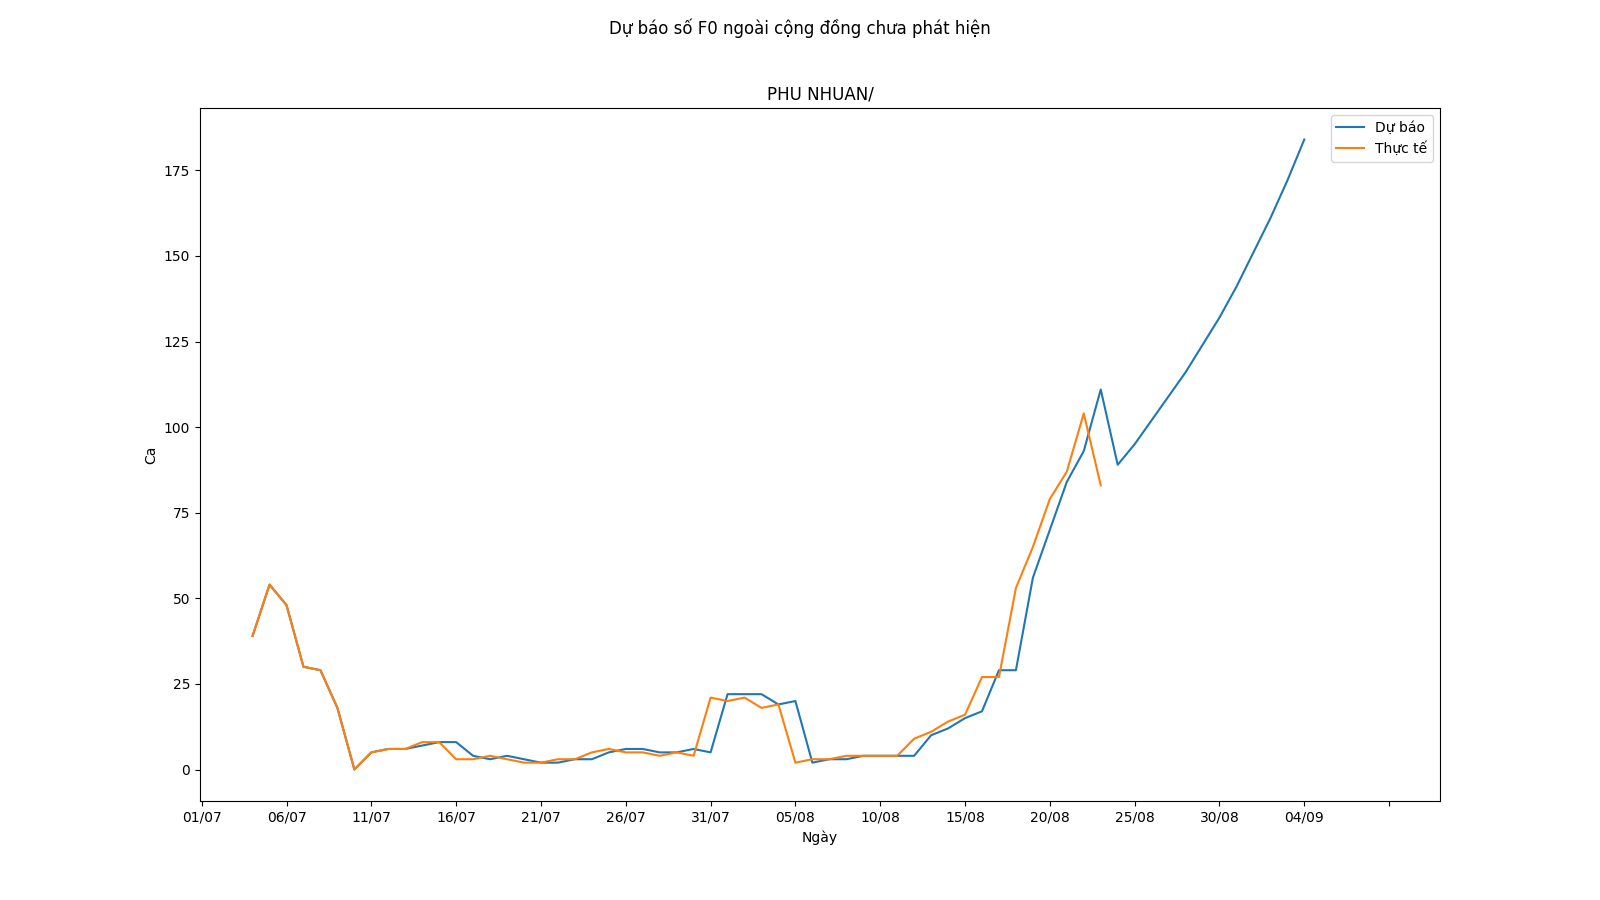 Dự báo số F0 ngoài cộng đồng chưa phát hiện
PHU NHUAN/
Dự báo
Thực tế
175
150
125
100
75
50
25
0
Ca
01/07 06/07 11/07 16/07 21/07 26/07 31/07 05/08 10/08 15/08 20/08 25/08 30/08 04/09
Ngày